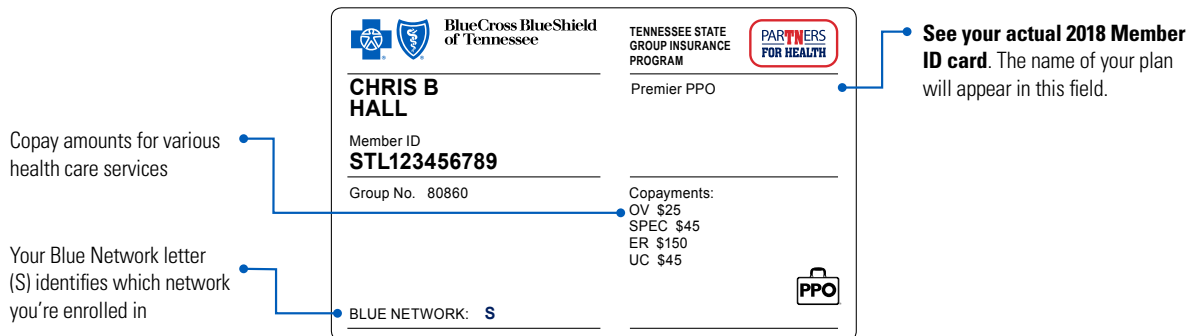 BlueCross BlueShield
of Tennessee
TENNESSEE STATE
GROUP INSURANCE
PROGRAM
PARTNERS
FOR HEALTH
CHRIS B
HALL
Premier PPO
Member ID
STL123456789
Group No. 80860
Copayments:
OV $25
SPEC $45
ER $150
UC $45
PPO
BLUE NETWORK: S
See your actual 2018 Member
ID card. The name of your plan
will appear in this field.
Copay amounts for various
health care services
Your Blue Network letter
(S) identifies which network
you're enrolled in